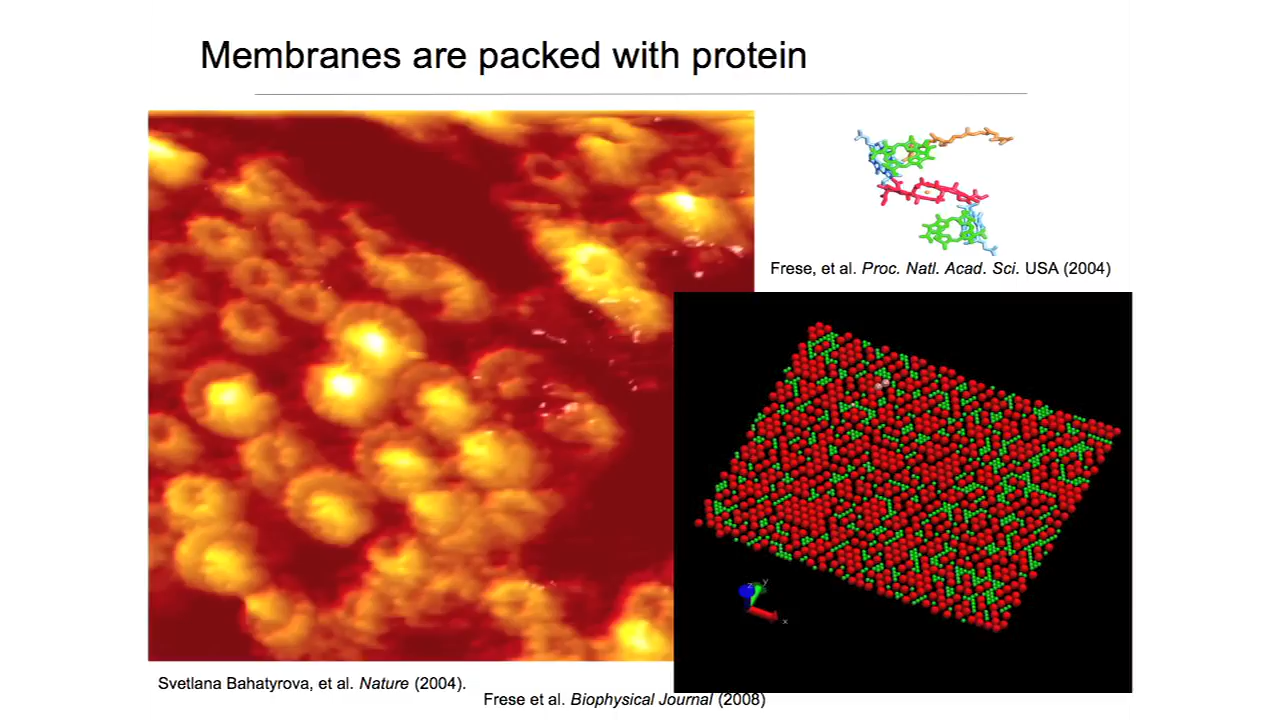 Membranes are packed with protein
Frese, et al. Proc. Natl. Acad. Sci. USA (2004)
z
y
x
Svetlana Bahatyrova, et al. Nature (2004).
Frese et al. Biophysical Journal (2008)